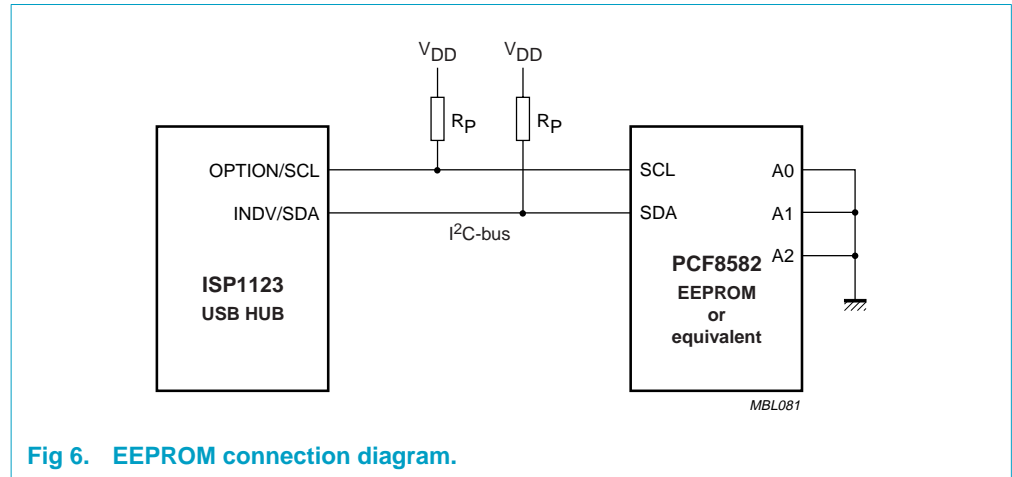 VDD VDD
RP RP
OPTION/SCL SCL A0
INDV/SDA SDA A1
I2C-bus
A2
ISP1123
USB HUB
PCF8582
EEPROM
or
equivalent
MBL081
Fig 6. EEPROM connection diagram.